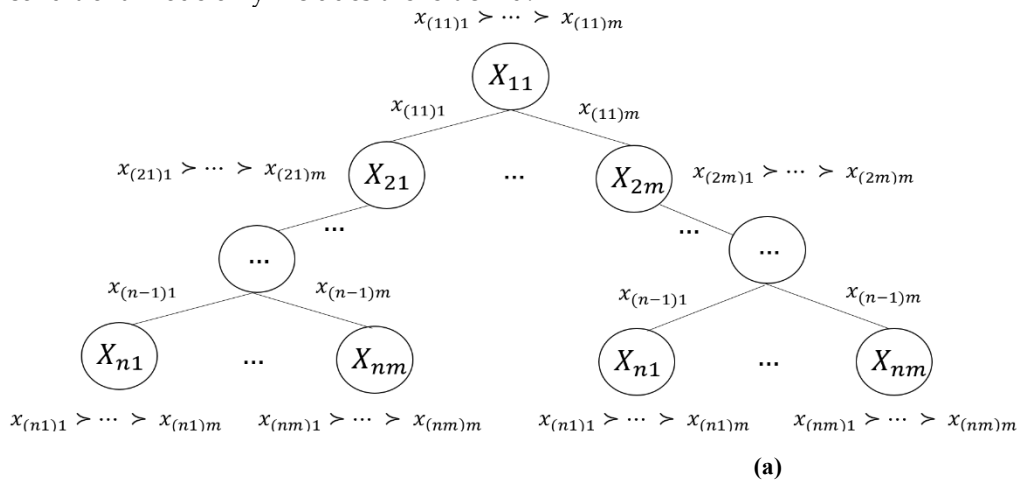 x_{(11)1} ≻ ⋯ ≻ x_{(11)m}
X_{11}
x_{(11)1} x_{(11)m}
x_{(21)1} ≻ ⋯ ≻ x_{(21)m} X_{21} ... X_{2m} x_{(2m)1} ≻ ⋯ ≻ x_{(2m)m}
... ...
... ...
x_{(n-1)1} x_{(n-1)m} x_{(n-1)1} x_{(n-1)m}
X_{n1} ... X_{nm} X_{n1} ... X_{nm}
x_{(n1)1} ≻ ⋯ ≻ x_{(n1)m} x_{(nm)1} ≻ ⋯ ≻ x_{(nm)m} x_{(n1)1} ≻ ⋯ ≻ x_{(n1)m} x_{(nm)1} ≻ ⋯ ≻ x_{(nm)m}
(a)